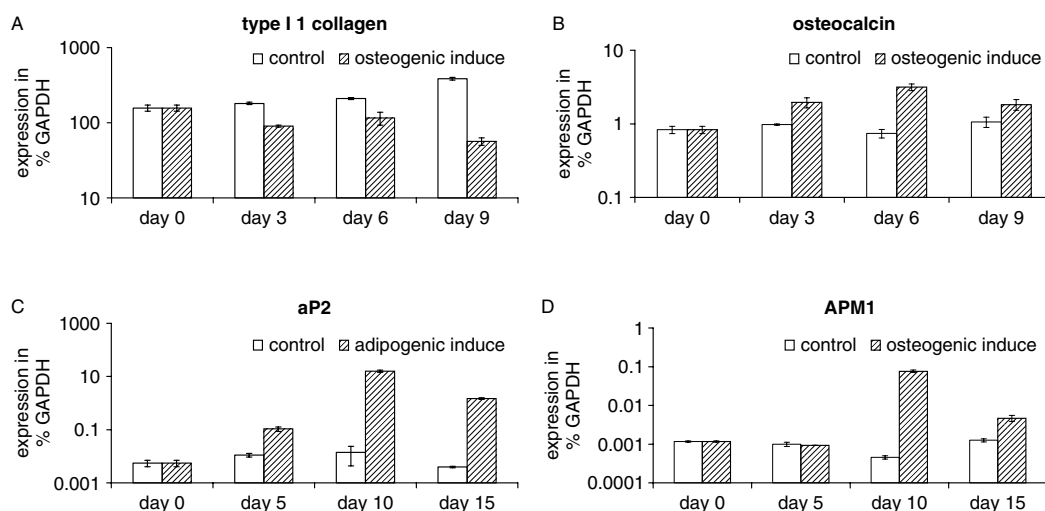 A
type I 1 collagen
1000
100
10
expression in
% GAPDH
control osteogenic induce
day 0 day 3 day 6 day 9
B
osteocalcin
10
1
0.1
expression in
% GAPDH
control osteogenic induce
day 0 day 3 day 6 day 9
C
aP2
1000
10
0.1
0.001
expression in
% GAPDH
control adipogenic induce
day 0 day 5 day 10 day 15
D
APM1
1
0.1
0.01
0.001
0.0001
expression in
% GAPDH
control osteogenic induce
day 0 day 5 day 10 day 15